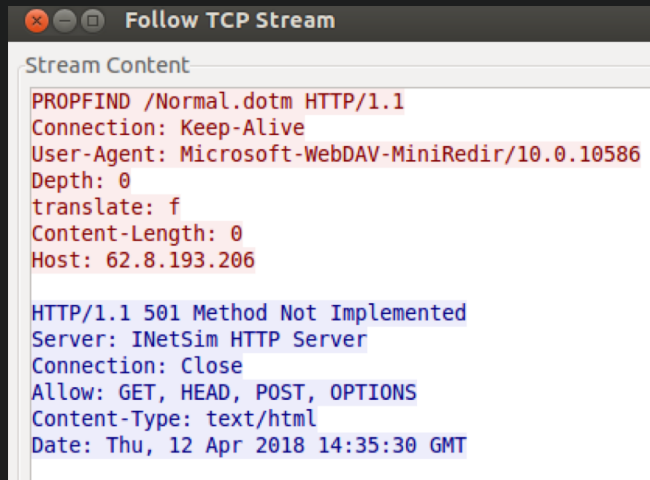 Follow TCP Stream
Stream Content
PROPFIND /Normal.dotm HTTP/1.1
Connection: Keep-Alive
User-Agent: Microsoft-WebDAV-MiniRedir/10.0.10586
Depth: 0
translate: f
Content-Length: 0
Host: 62.8.193.206
HTTP/1.1 501 Method Not Implemented
Server: INetSim HTTP Server
Connection: Close
Allow: GET, HEAD, POST, OPTIONS
Content-Type: text/html
Date: Thu, 12 Apr 2018 14:35:30 GMT